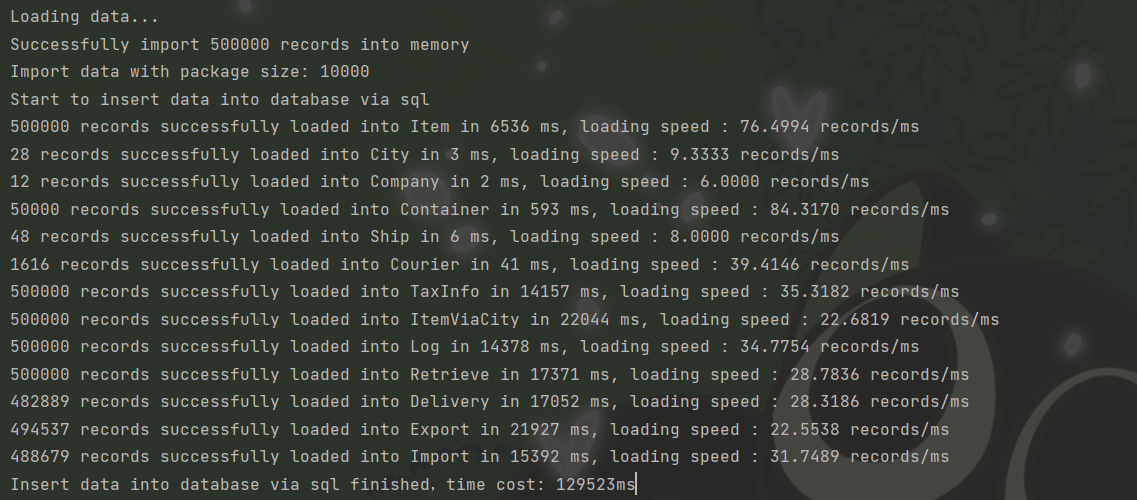 Loading data...
Successfully import 500000 records into memory
Import data with package size: 10000
Start to insert data into database via sql
500000 records successfully loaded into Item in 6536 ms, loading speed : 76.4994 records/ms
28 records successfully loaded into City in 3 ms, loading speed : 9.3333 records/ms
12 records successfully loaded into Company in 2 ms, loading speed : 6.0000 records/ms
50000 records successfully loaded into Container in 593 ms, loading speed : 84.3170 records/ms
48 records successfully loaded into Ship in 6 ms, loading speed : 8.0000 records/ms
1616 records successfully loaded into Courier in 41 ms, loading speed : 39.4146 records/ms
500000 records successfully loaded into TaxInfo in 14157 ms, loading speed : 35.3182 records/ms
500000 records successfully loaded into ItemViaCity in 22044 ms, loading speed : 22.6819 records/ms
500000 records successfully loaded into Log in 14378 ms, loading speed : 34.7754 records/ms
500000 records successfully loaded into Retrieve in 17371 ms, loading speed : 28.7836 records/ms
482889 records successfully loaded into Delivery in 17052 ms, loading speed : 28.3186 records/ms
494537 records successfully loaded into Export in 21927 ms, loading speed : 22.5538 records/ms
488679 records successfully loaded into Import in 15392 ms, loading speed : 31.7489 records/ms
Insert data into database via sql finished, time cost: 129523ms